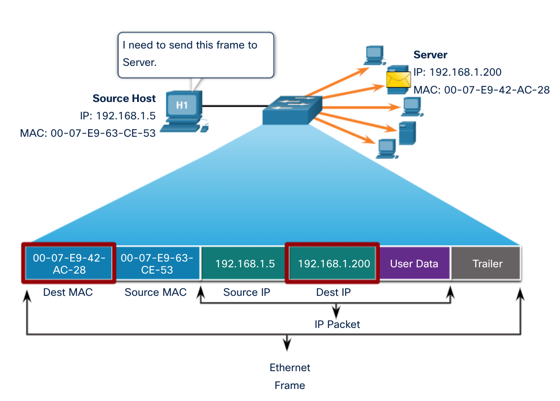 I need to send this frame to
Server.
Server
IP: 192.168.1.200
MAC: 00-07-E9-42-AC-28
Source Host
IP: 192.168.1.5
MAC: 00-07-E9-63-CE-53
H1
00-07-E9-42-
AC-28
00-07-E9-63-
CE-53
192.168.1.5
192.168.1.200
User Data
Trailer
Dest MAC
Source MAC
Source IP
Dest IP
IP Packet
Ethernet
Frame